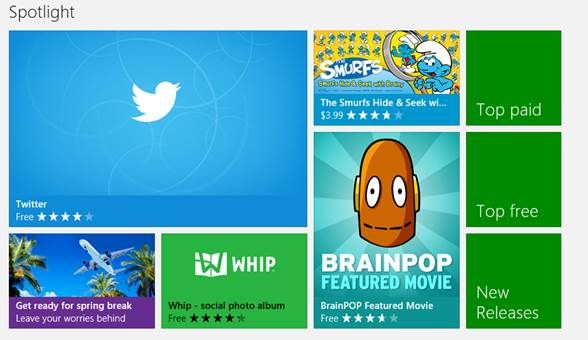 Spotlight
Twitter
Free
THE SMURFS
Smurf's Hide & Seek with Brainy
The Smurfs Hide & Seek wi...
$3.99
Top paid
BRAINPOP
FEATURED MOVIE
BrainPOP Featured Movie
Free
Top free
Get ready for spring break
Leave your worries behind
WHIP
Whip - social photo album
Free
New
Releases